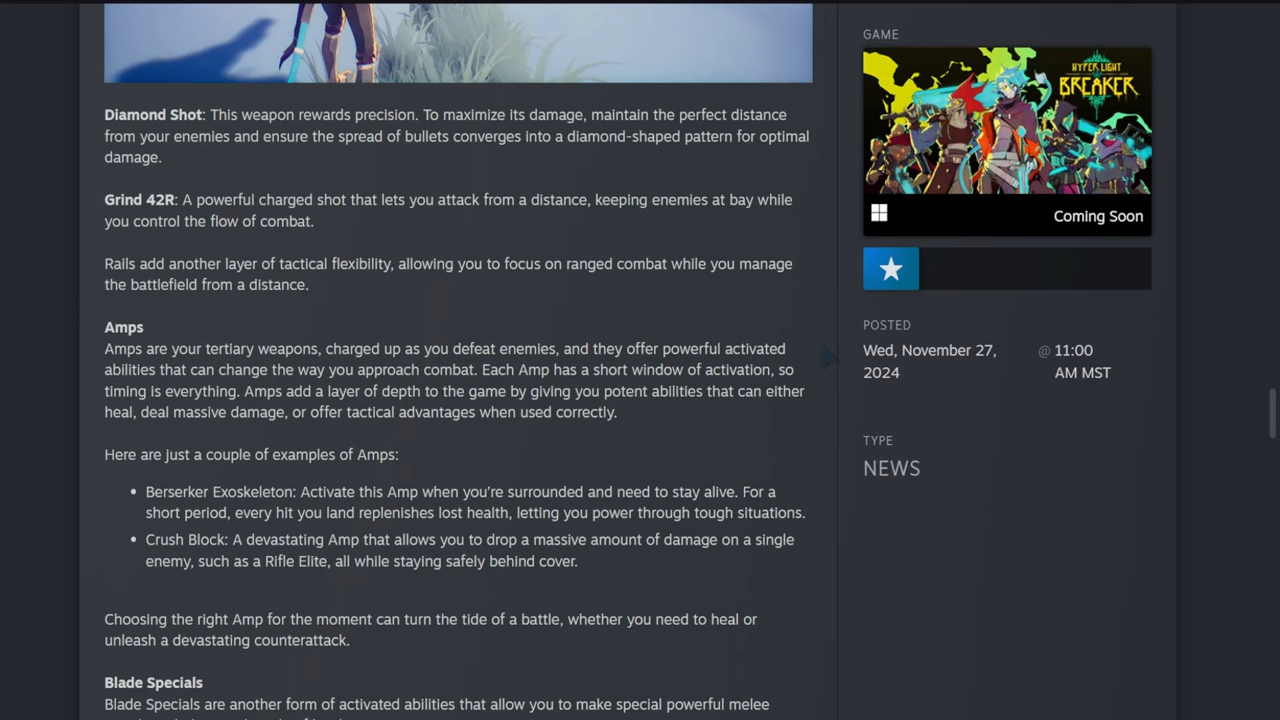 Diamond Shot: This weapon rewards precision. To maximize its damage, maintain the perfect distance
from your enemies and ensure the spread of bullets converges into a diamond-shaped pattern for optimal
damage.
Grind 42R: A powerful charged shot that lets you attack from a distance, keeping enemies at bay while
you control the flow of combat.
Rails add another layer of tactical flexibility, allowing you to focus on ranged combat while you manage
the battlefield from a distance.
Amps
Amps are your tertiary weapons, charged up as you defeat enemies, and they offer powerful activated
abilities that can change the way you approach combat. Each Amp has a short window of activation, so
timing is everything. Amps add a layer of depth to the game by giving you potent abilities that can either
heal, deal massive damage, or offer tactical advantages when used correctly.
Here are just a couple of examples of Amps:
• Berserker Exoskeleton: Activate this Amp when you're surrounded and need to stay alive. For a
short period, every hit you land replenishes lost health, letting you power through tough situations.
• Crush Block: A devastating Amp that allows you to drop a massive amount of damage on a single
enemy, such as a Rifle Elite, all while staying safely behind cover.
Choosing the right Amp for the moment can turn the tide of a battle, whether you need to heal or
unleash a devastating counterattack.
Blade Specials
Blade Specials are another form of activated abilities that allow you to make special powerful melee
GAME
HYPER LIGHT
BREAKER
Coming Soon
POSTED
Wed, November 27, @ 11:00
2024 AM MST
TYPE
NEWS